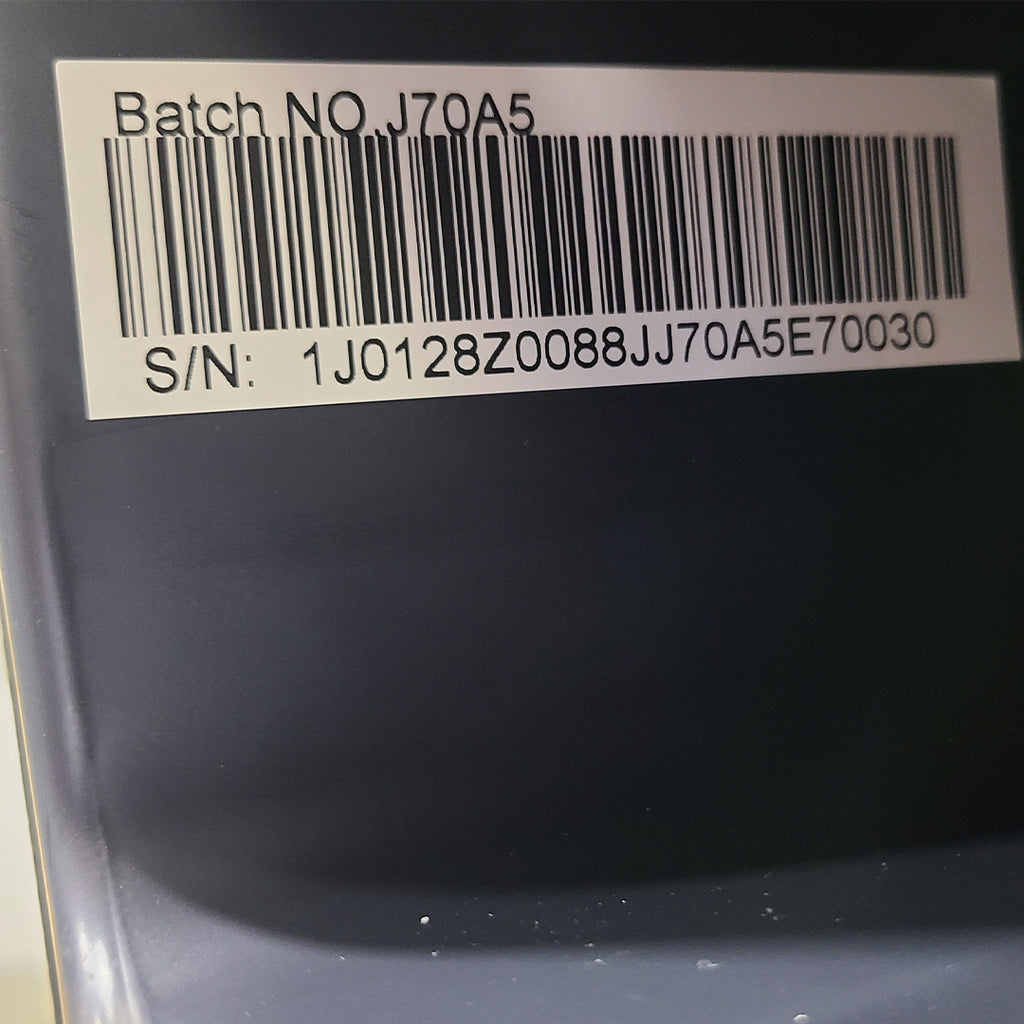 Batch NO.J70A5
S/N: 1J0128Z0088JJ70A5E70030